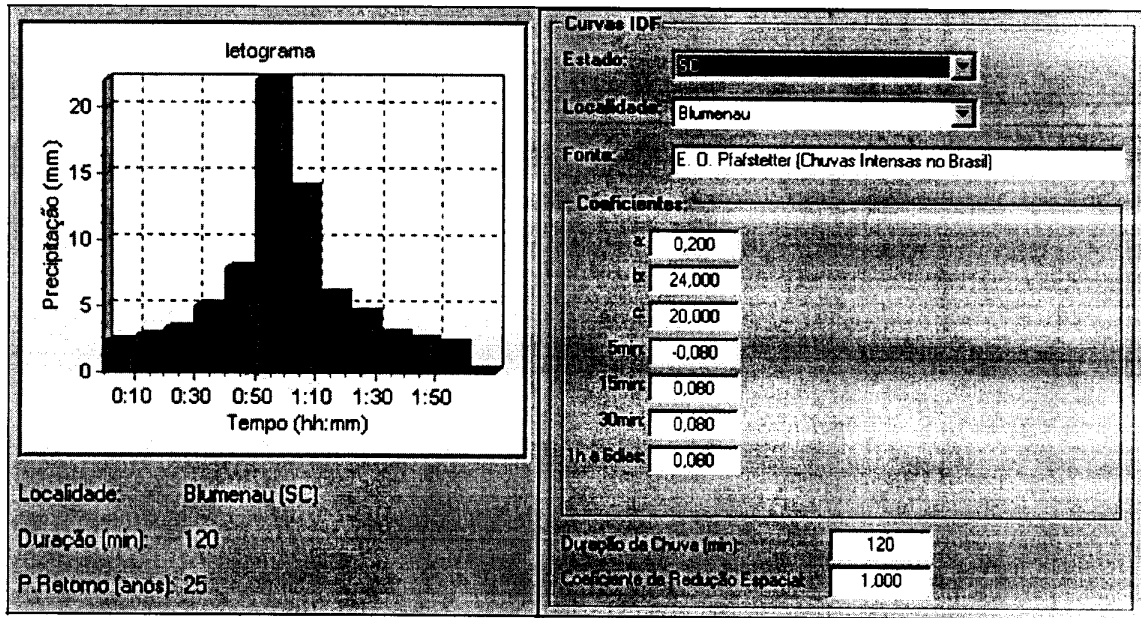 Ietograma
Precipitação (mm)
20
15
10
5
0
0:10 0:30 0:50 1:10 1:30 1:50
Tempo (hh:mm)
Localidade: Blumenau (SC)
Duração (min): 120
P.Retorno (anos): 25
Curvas IDF
Estado: SC
Localidade: Blumenau
Fonte: E. O. Pfafstetter (Chuvas Intensas no Brasil)
Coeficientes:
a: 0,200
b: 24,000
c: 20,000
5min: -0,080
15min: 0,080
30min: 0,080
1h a 6dias: 0,080
Duração da Chuva (min): 120
Coeficiente de Redução Espacial: 1.000